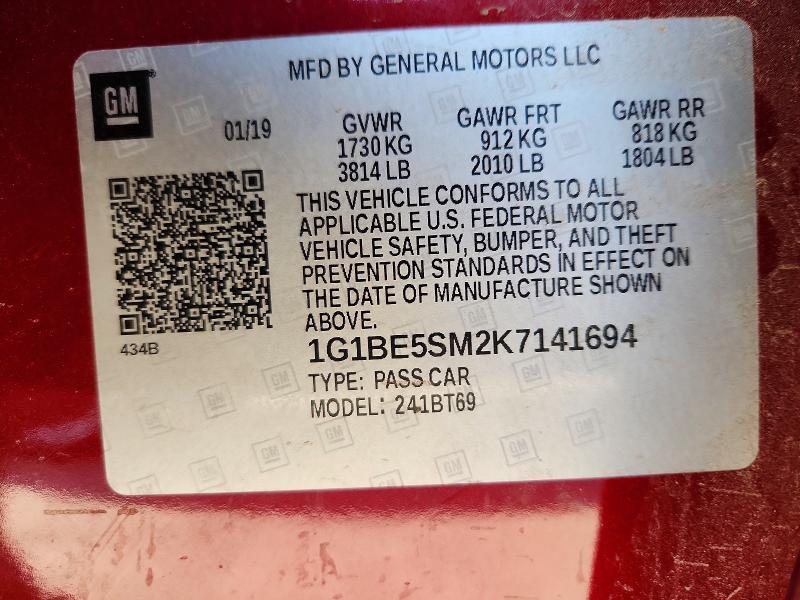 MFD BY GENERAL MOTORS LLC
GM
01/19
GVWR GAWR FRT GAWR RR
1730 KG 912 KG 818 KG
3814 LB 2010 LB 1804 LB
THIS VEHICLE CONFORMS TO ALL
APPLICABLE U.S. FEDERAL MOTOR
VEHICLE SAFETY, BUMPER, AND THEFT
PREVENTION STANDARDS IN EFFECT ON
THE DATE OF MANUFACTURE SHOWN
ABOVE.
434B
1G1BE5SM2K7141694
TYPE: PASS CAR
MODEL: 241BT69